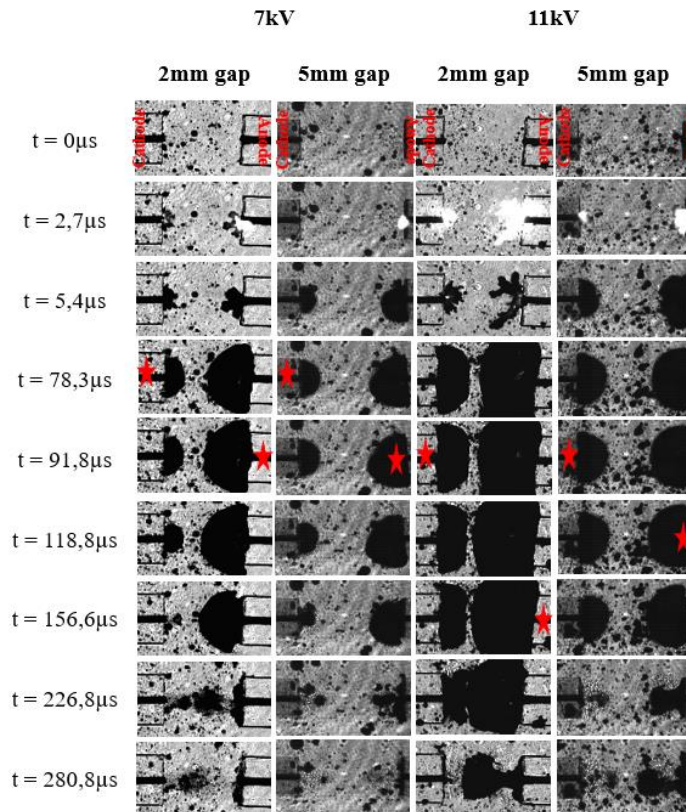 7kV 11kV
2mm gap 5mm gap 2mm gap 5mm gap
Cathode Anode Cathode Anode Cathode Anode Cathode
t = 0µs
t = 2,7µs
t = 5,4µs
t = 78,3µs
t = 91,8µs
t = 118,8µs
t = 156,6µs
t = 226,8µs
t = 280,8µs